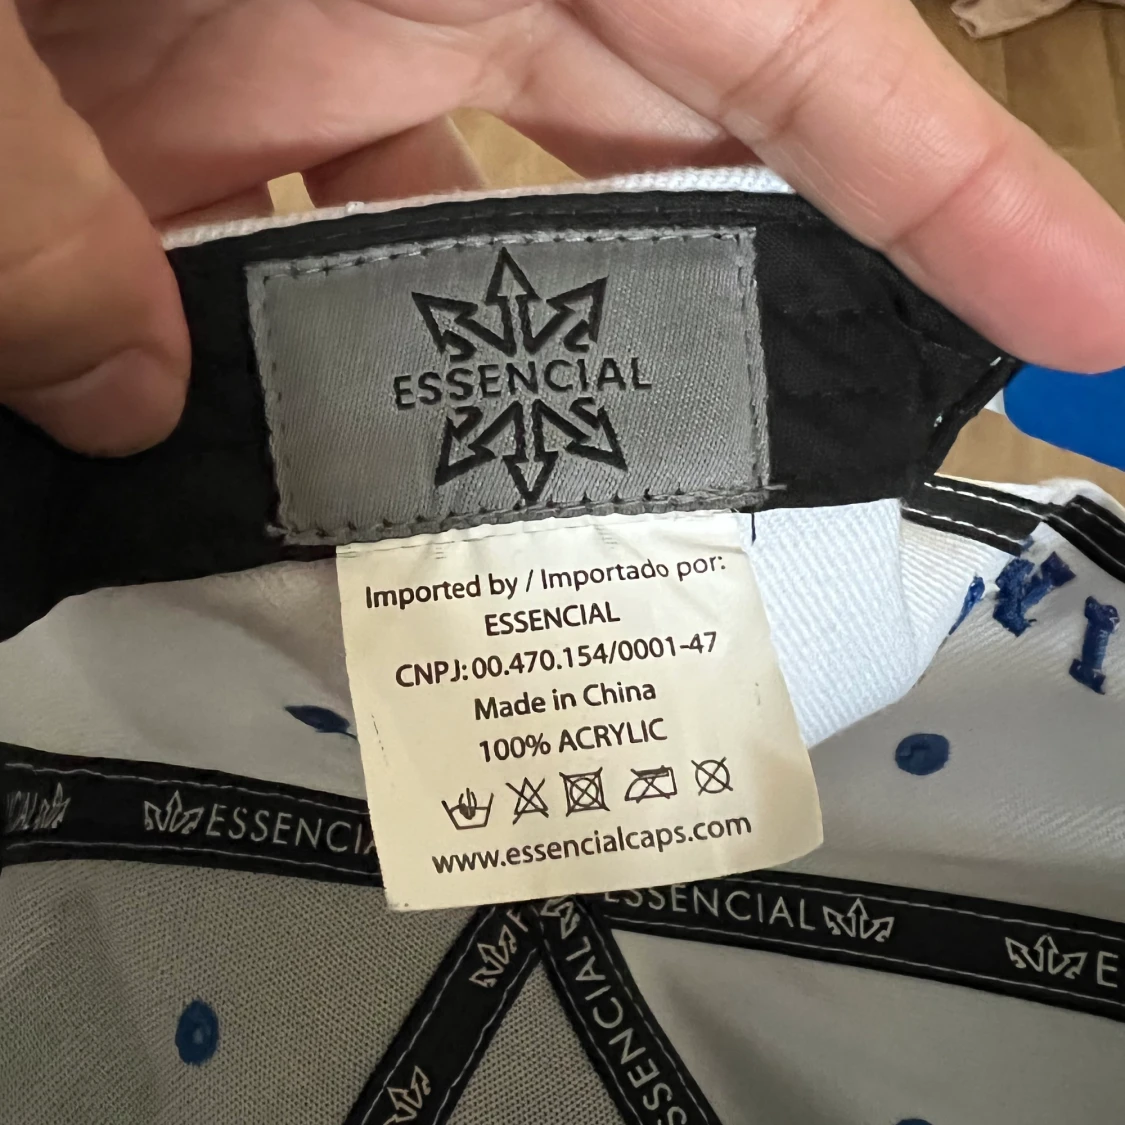 ESSENCIAL
Imported by / Importado por:
ESSENCIAL
CNPJ: 00.470.154/0001-47
Made in China
100% ACRYLIC
www.essencialcaps.com
ESSENCIA
ESSENCIAL
E
ESSENCIAL
ESSENCIAL